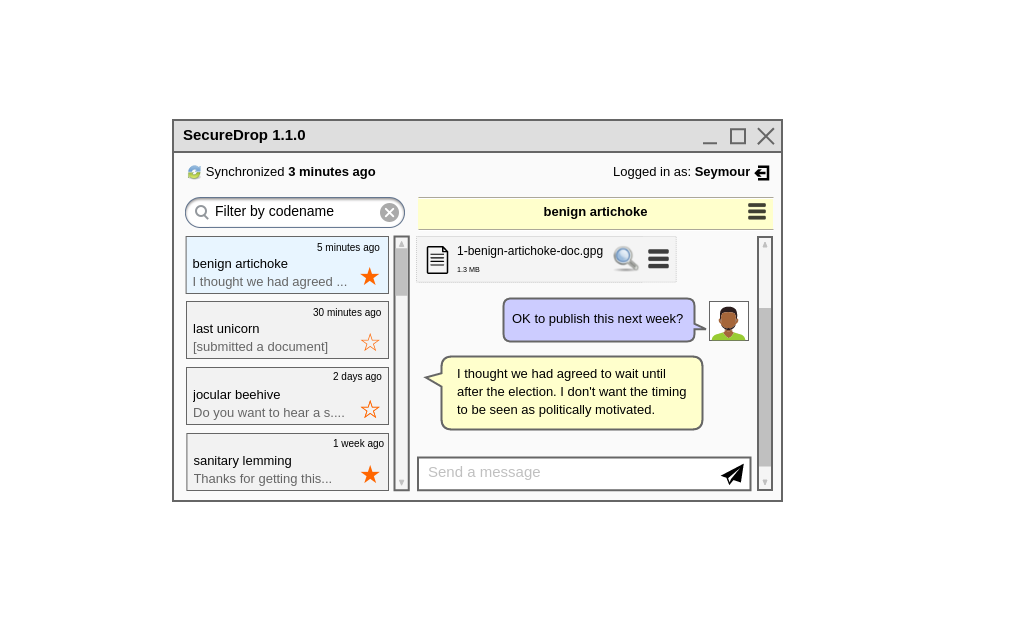 SecureDrop 1.1.0
Synchronized 3 minutes ago
Logged in as: Seymour
Filter by codename
benign artichoke
5 minutes ago
benign artichoke
I thought we had agreed ...
30 minutes ago
last unicorn
[submitted a document]
2 days ago
jocular beehive
Do you want to hear a s....
1 week ago
sanitary lemming
Thanks for getting this...
1-benign-artichoke-doc.gpg
1.3 MB
OK to publish this next week?
I thought we had agreed to wait until
after the election. I don't want the timing
to be seen as politically motivated.
Send a message